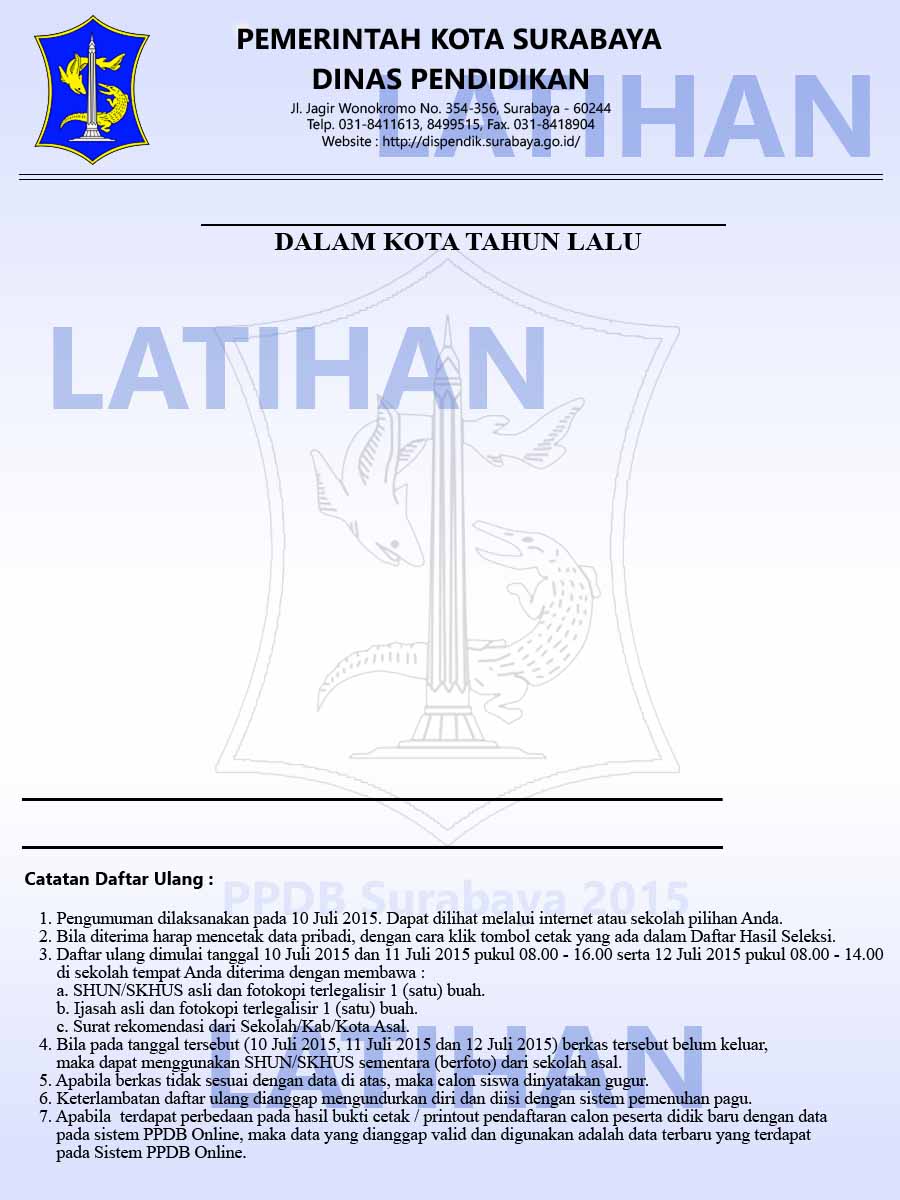 PEMERINTAH KOTA SURABAYA
DINAS PENDIDIKAN
LATIHAN
Jl. Jagir Wonokromo No. 354-356, Surabaya - 60244
Telp. 031-8411613, 8499515, Fax. 031-8418904
Website : http://dispendik.surabaya.go.id/
DALAM KOTA TAHUN LALU
LATIHAN
Catatan Daftar Ulang :
PPDB Surabaya 2015
1. Pengumuman dilaksanakan pada 10 Juli 2015. Dapat dilihat melalui internet atau sekolah pilihan Anda.
2. Bila diterima harap mencetak data pribadi, dengan cara klik tombol cetak yang ada dalam Daftar Hasil Seleksi.
3. Daftar ulang dimulai tanggal 10 Juli 2015 dan 11 Juli 2015 pukul 08.00 - 16.00 serta 12 Juli 2015 pukul 08.00 - 14.00
di sekolah tempat Anda diterima dengan membawa :
a. SHUN/SKHUS asli dan fotokopi terlegalisir 1 (satu) buah.
b. Ijasah asli dan fotokopi terlegalisir 1 (satu) buah.
c. Surat rekomendasi dari Sekolah/Kab/Kota Asal.
LATIHAN
4. Bila pada tanggal tersebut (10 Juli 2015, 11 Juli 2015 dan 12 Juli 2015) berkas tersebut belum keluar,
maka dapat menggunakan SHUN/SKHUS sementara (berfoto) dari sekolah asal.
5. Apabila berkas tidak sesuai dengan data di atas, maka calon siswa dinyatakan gugur.
6. Keterlambatan daftar ulang dianggap mengundurkan diri dan diisi dengan sistem pemenuhan pagu.
7. Apabila  terdapat perbedaan pada hasil bukti cetak / printout pendaftaran calon peserta didik baru dengan data
pada sistem PPDB Online, maka data yang dianggap valid dan digunakan adalah data terbaru yang terdapat
pada Sistem PPDB Online.